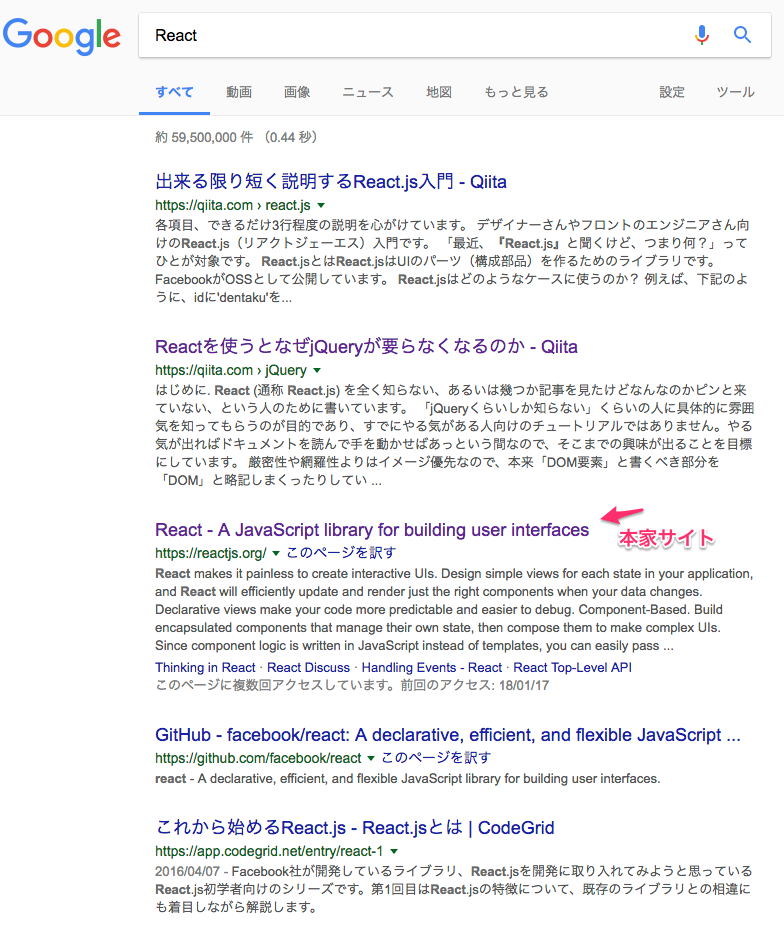 Google
React
すべて 動画 画像 ニュース 地図 もっと見る 設定 ツール
約 59,500,000 件 （0.44 秒）
出来る限り短く説明するReact.js入門 - Qiita
https://qiita.com › react.js
各項目、できるだけ3行程度の説明を心がけています。 デザイナーさんやフロントのエンジニアさん向
けのReact.js（リアクトジェーエス）入門です。 「最近、『React.js』と聞くけど、つまり何？」って
ひとが対象です。 React.jsとはReact.jsはUIのパーツ（構成部品）を作るためのライブラリです。
FacebookがOSSとして公開しています。 React.jsはどのようなケースに使うのか？ 例えば、下記のよ
うに、idに'dentaku'を...
Reactを使うとなぜjQueryが要らなくなるのか - Qiita
https://qiita.com › jQuery
はじめに. React (通称 React.js) を全く知らない、あるいは幾つか記事を見たけどなんなのかピンと来
ていない、という人のために書いています。 「jQueryくらいしか知らない」くらいの人に具体的に雰囲
気を知ってもらうのが目的であり、すでにやる気がある人向けのチュートリアルではありません。やる
気が出ればドキュメントを読んで手を動かせばあっという間なので、そこまでの興味が出ることを目標
にしています。 厳密性や網羅性よりはイメージ優先なので、本来「DOM要素」と書くべき部分を
「DOM」と略記しまくったりしてい ...
React - A JavaScript library for building user interfaces
本家サイト
https://reactjs.org/ このページを訳す
React makes it painless to create interactive UIs. Design simple views for each state in your application,
and React will efficiently update and render just the right components when your data changes.
Declarative views make your code more predictable and easier to debug. Component-Based. Build
encapsulated components that manage their own state, then compose them to make complex UIs.
Since component logic is written in JavaScript instead of templates, you can easily pass ...
Thinking in React · React Discuss · Handling Events - React · React Top-Level API
このページに複数回アクセスしています。前回のアクセス: 18/01/17
GitHub - facebook/react: A declarative, efficient, and flexible JavaScript ...
https://github.com/facebook/react このページを訳す
react - A declarative, efficient, and flexible JavaScript library for building user interfaces.
これから始めるReact.js - React.jsとは | CodeGrid
https://app.codegrid.net/entry/react-1
2016/04/07 - Facebook社が開発しているライブラリ、React.jsを開発に取り入れてみようと思っている
React.js初学者向けのシリーズです。第1回目はReact.jsの特徴について、既存のライブラリとの相違に
も着目しながら解説します。